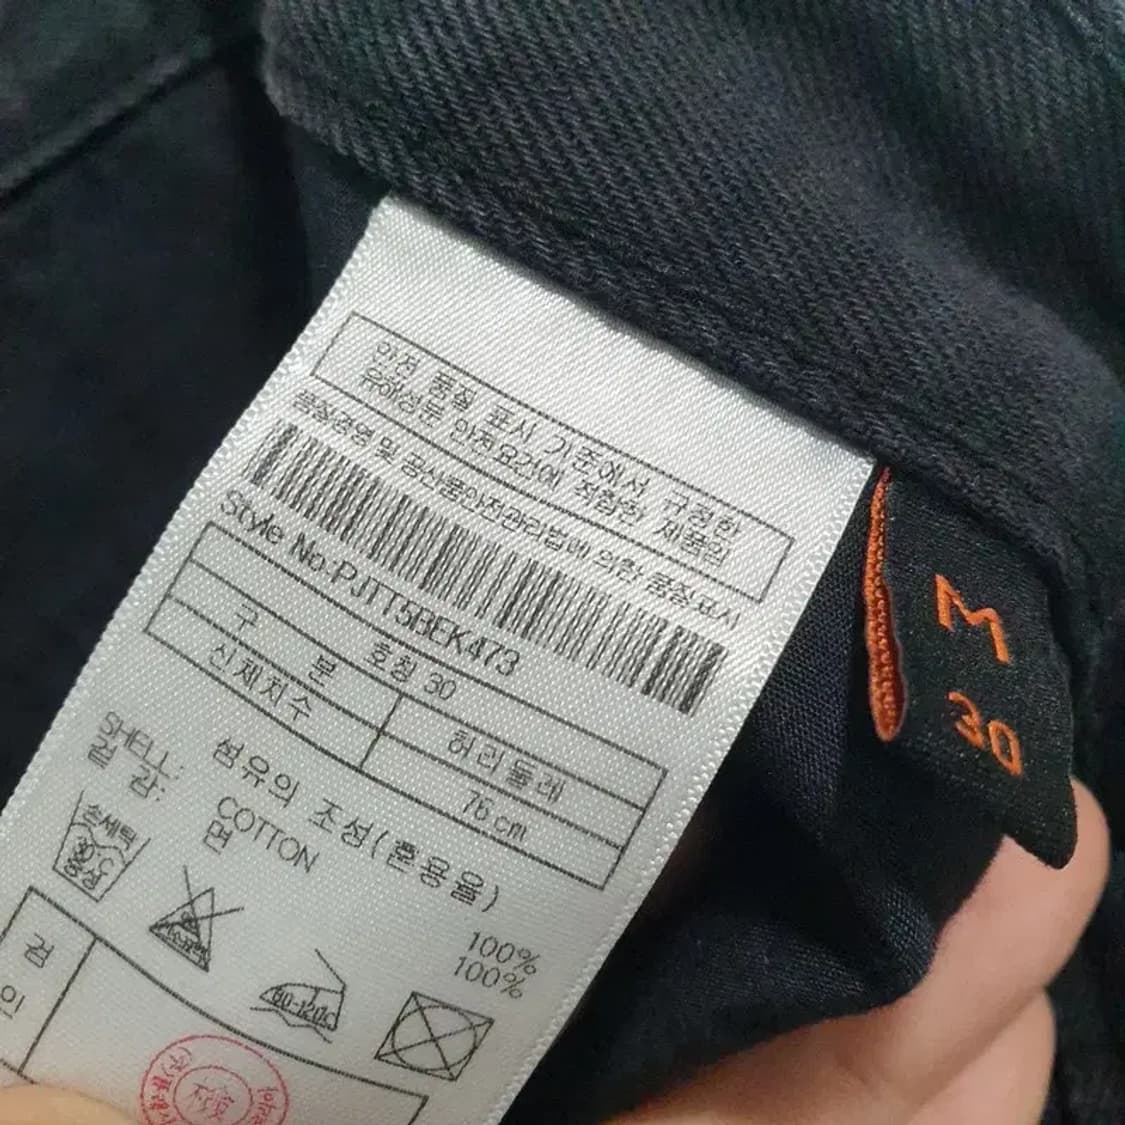 안전 품질 표시 기준에서 규정한
유해성분 안전요건에 적합한 제품임
품질경영 및 공산품안전관리법에 의한 품질표시
Style No.PJTT5BEK473
구 분
호칭 30
신체치수
허리둘레
76 cm
섬유의 조성(혼용율)
SHELL: COTTON 100%
겉 감: 면 100%
손세탁
80-120℃
검
인
M
30